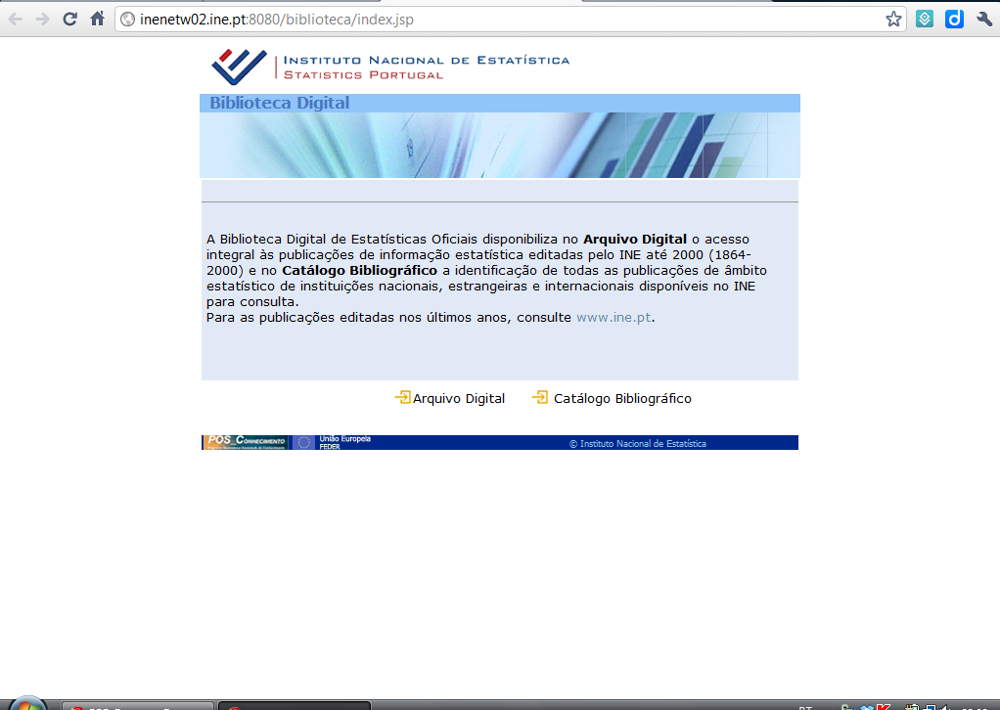 inenetw02.ine.pt:8080/biblioteca/index.jsp
INSTITUTO NACIONAL DE ESTATÍSTICA
STATISTICS PORTUGAL
Biblioteca Digital
A Biblioteca Digital de Estatísticas Oficiais disponibiliza no Arquivo Digital o acesso
integral às publicações de informação estatística editadas pelo INE até 2000 (1864-
2000) e no Catálogo Bibliográfico a identificação de todas as publicações de âmbito
estatístico de instituições nacionais, estrangeiras e internacionais disponíveis no INE
para consulta.
Para as publicações editadas nos últimos anos, consulte www.ine.pt.
Arquivo Digital
Catálogo Bibliográfico
POS_CONHECIMENTO
União Europeia
FEDER
© Instituto Nacional de Estatística